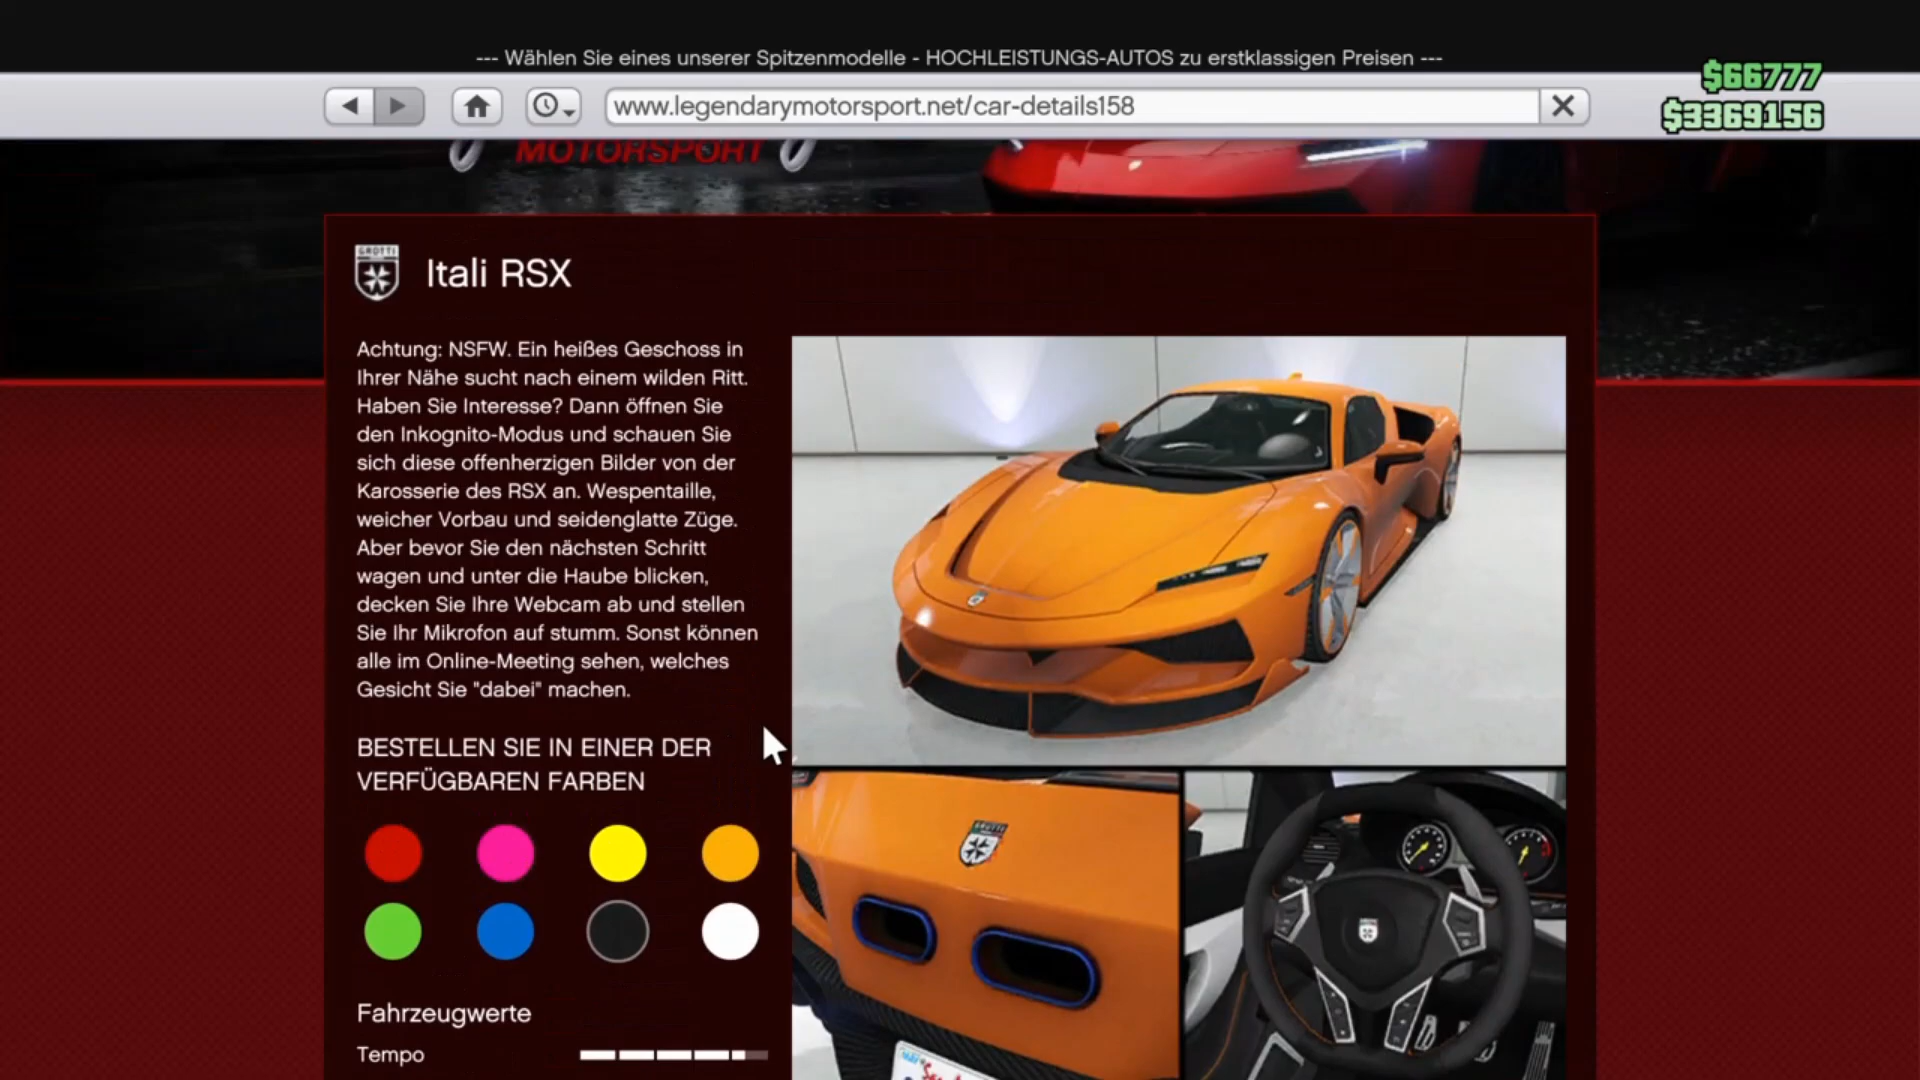 --- Wählen Sie eines unserer Spitzenmodelle - HOCHLEISTUNGS-AUTOS zu erstklassigen Preisen ---
$66777
www.legendarymotorsport.net/car-details158
$3369156
MOTORSPORT
GROTTI
Itali RSX
Achtung: NSFW. Ein heißes Geschoss in
Ihrer Nähe sucht nach einem wilden Ritt.
Haben Sie Interesse? Dann öffnen Sie
den Inkognito-Modus und schauen Sie
sich diese offenherzigen Bilder von der
Karosserie des RSX an. Wespentaille,
weicher Vorbau und seidenglatte Züge.
Aber bevor Sie den nächsten Schritt
wagen und unter die Haube blicken,
decken Sie Ihre Webcam ab und stellen
Sie Ihr Mikrofon auf stumm. Sonst können
alle im Online-Meeting sehen, welches
Gesicht Sie "dabei" machen.
BESTELLEN SIE IN EINER DER
VERFÜGBAREN FARBEN
GROTTI
Fahrzeugwerte
Tempo